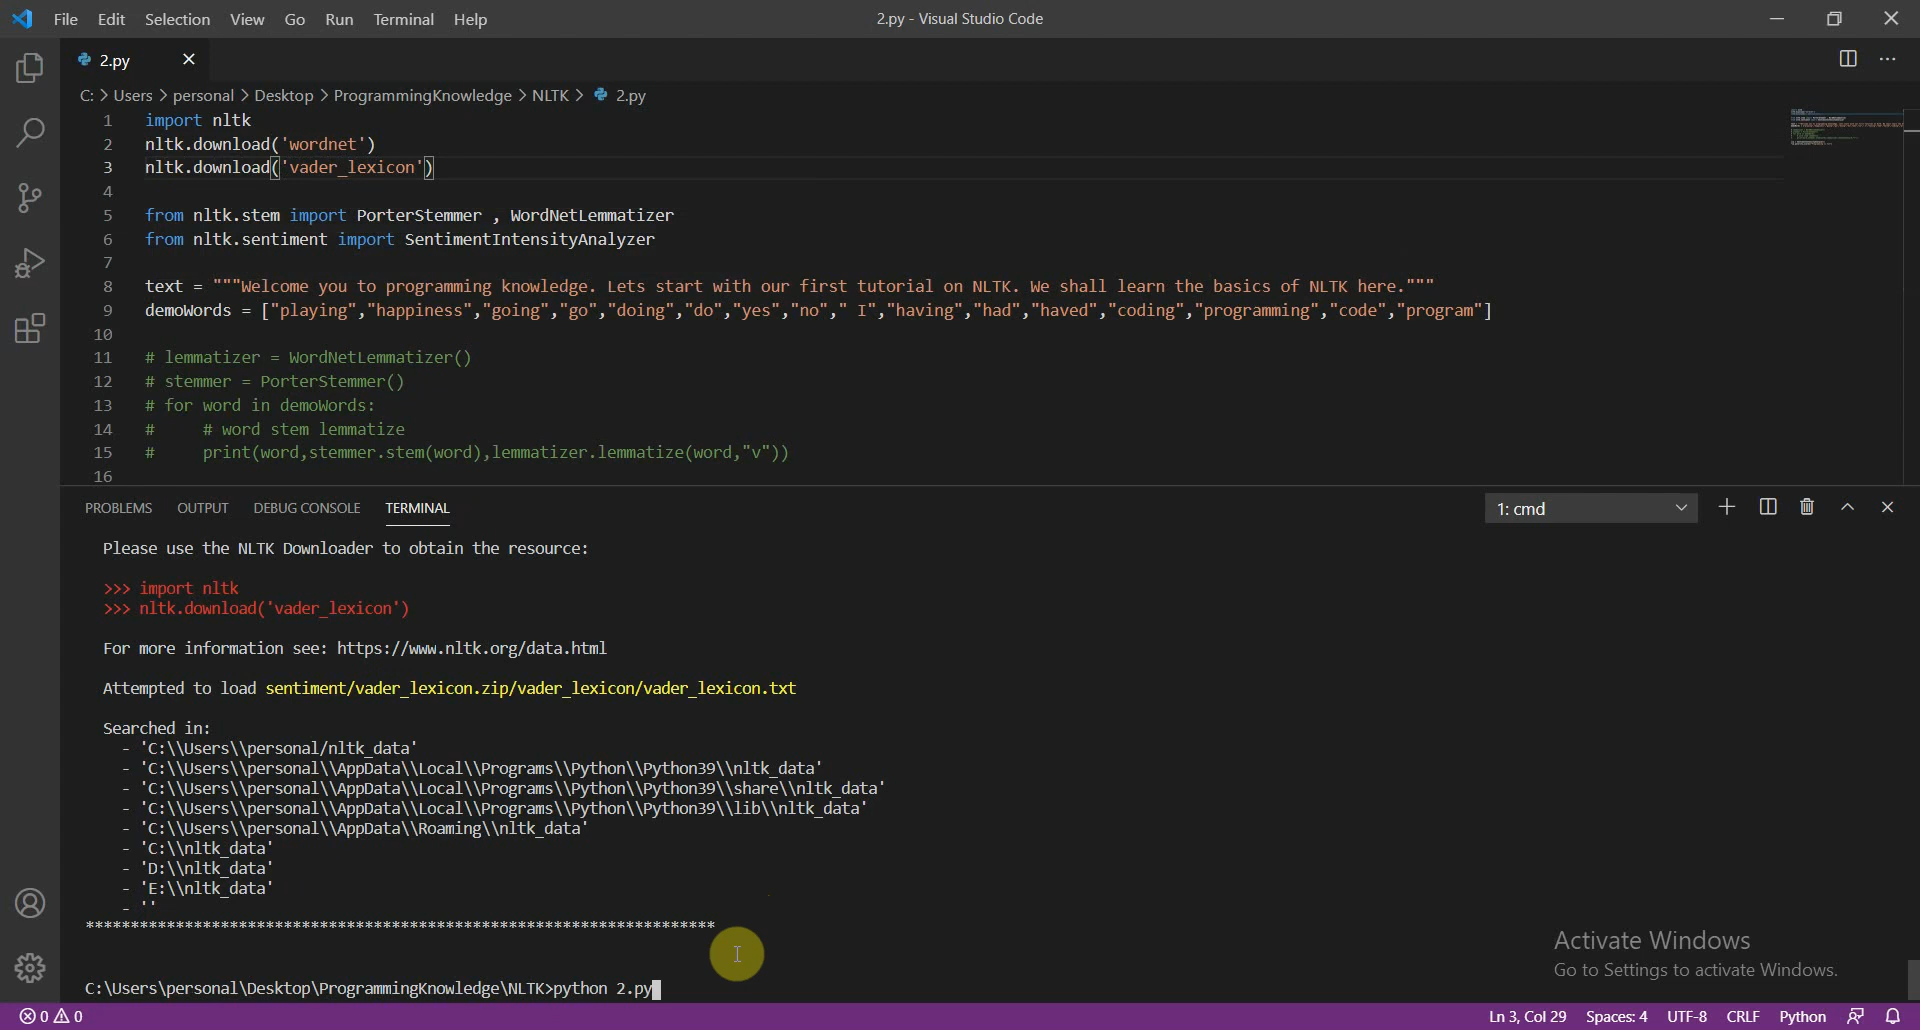 File Edit Selection View Go Run Terminal Help
2.py - Visual Studio Code
2.py
C: > Users > personal > Desktop > ProgrammingKnowledge > NLTK > 2.py
1 import nltk
2 nltk.download('wordnet')
3 nltk.download('vader_lexicon')
4
5 from nltk.stem import PorterStemmer , WordNetLemmatizer
6 from nltk.sentiment import SentimentIntensityAnalyzer
7
8 text = """Welcome you to programming knowledge. Lets start with our first tutorial on NLTK. We shall learn the basics of NLTK here."""
9 demoWords = ["playing","happiness","going","go","doing","do","yes","no"," I","having","had","haved","coding","programming","code","program"]
10
11 # lemmatizer = WordNetLemmatizer()
12 # stemmer = PorterStemmer()
13 # for word in demoWords:
14 #     # word stem lemmatize
15 #     print(word,stemmer.stem(word),lemmatizer.lemmatize(word,"v"))
16
PROBLEMS OUTPUT DEBUG CONSOLE TERMINAL
1: cmd
Please use the NLTK Downloader to obtain the resource:
>>> import nltk
>>> nltk.download('vader_lexicon')
For more information see: https://www.nltk.org/data.html
Attempted to load sentiment/vader_lexicon.zip/vader_lexicon/vader_lexicon.txt
Searched in:
- 'C:\\Users\\personal/nltk_data'
- 'C:\\Users\\personal\\AppData\\Local\\Programs\\Python\\Python39\\nltk_data'
- 'C:\\Users\\personal\\AppData\\Local\\Programs\\Python\\Python39\\share\\nltk_data'
- 'C:\\Users\\personal\\AppData\\Local\\Programs\\Python\\Python39\\lib\\nltk_data'
- 'C:\\Users\\personal\\AppData\\Roaming\\nltk_data'
- 'C:\\nltk_data'
- 'D:\\nltk_data'
- 'E:\\nltk_data'
- ''
**********************************************************************
C:\Users\personal\Desktop\ProgrammingKnowledge\NLTK>python 2.py
Activate Windows
Go to Settings to activate Windows.
0 0
Ln 3, Col 29 Spaces: 4 UTF-8 CRLF Python